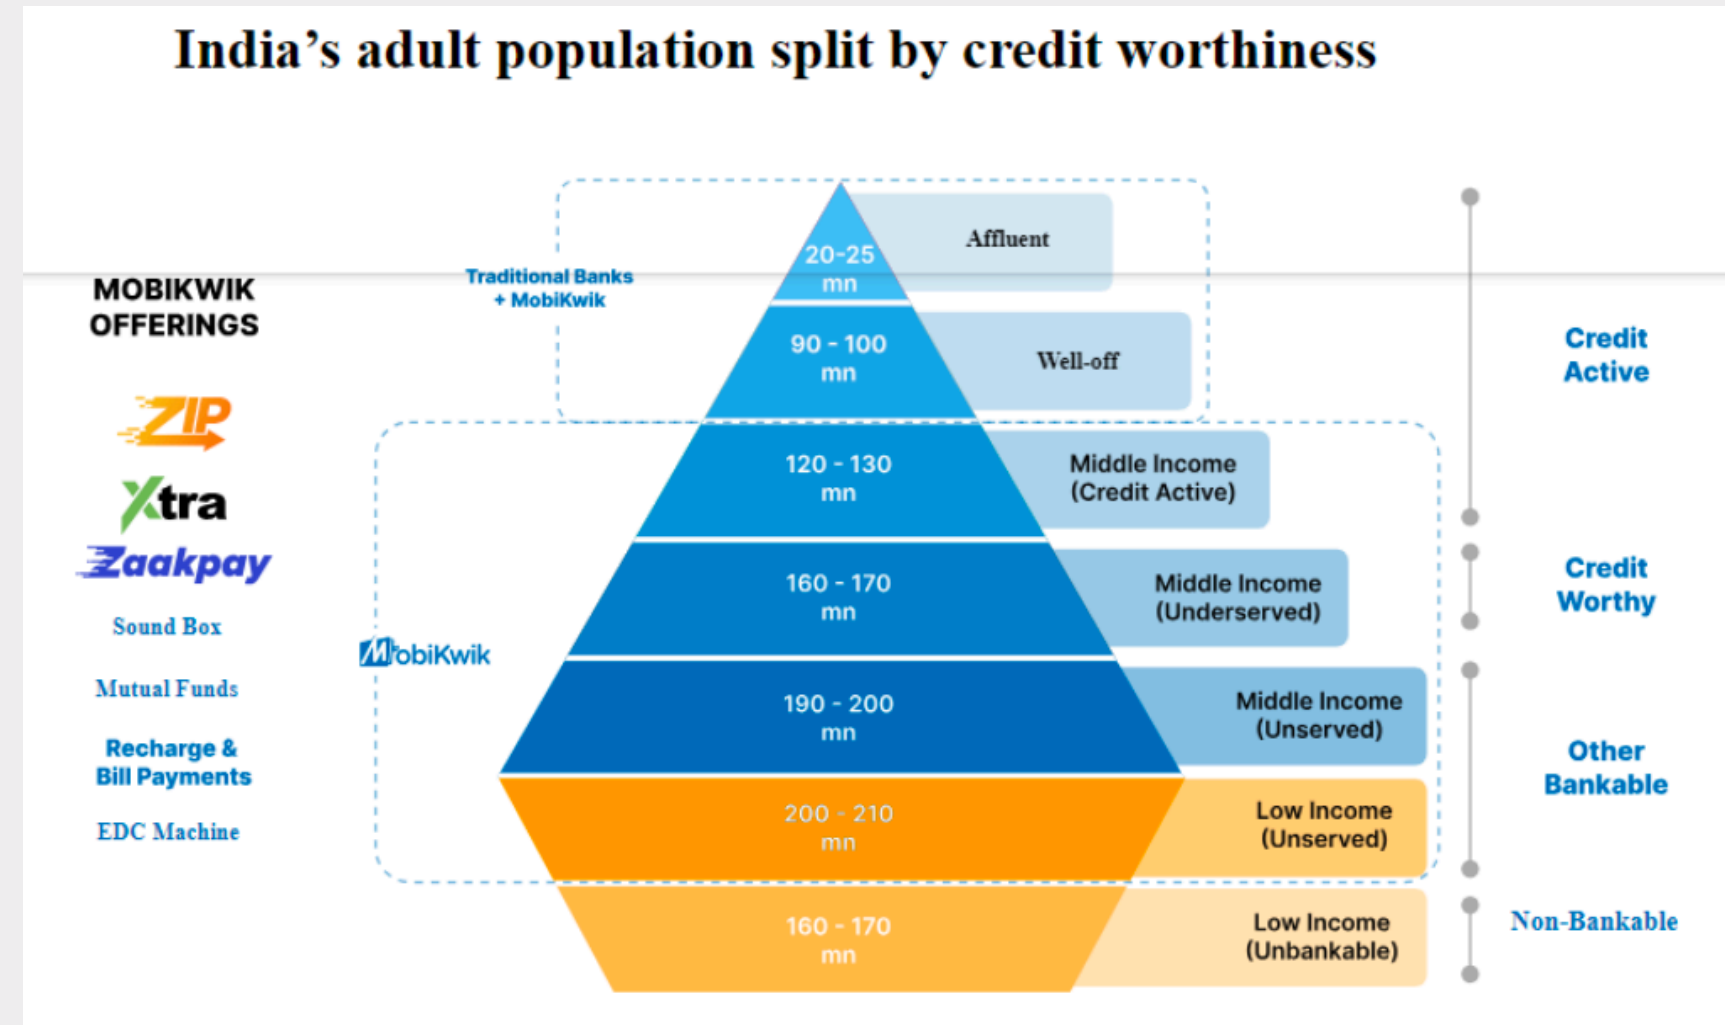 India's adult population split by credit worthiness
MOBIKWIK
OFFERINGS
ZIP
Xtra
Zaakpay
Sound Box
Mutual Funds
Recharge &
Bill Payments
EDC Machine
Traditional Banks
+ MobiKwik
MobiKwik
20-25
mn
Affluent
90 - 100
mn
Well-off
120 - 130
mn
Middle Income
(Credit Active)
160 - 170
mn
Middle Income
(Underserved)
190 - 200
mn
Middle Income
(Unserved)
200 - 210
mn
Low Income
(Unserved)
160 - 170
mn
Low Income
(Unbankable)
Credit
Active
Credit
Worthy
Other
Bankable
Non-Bankable